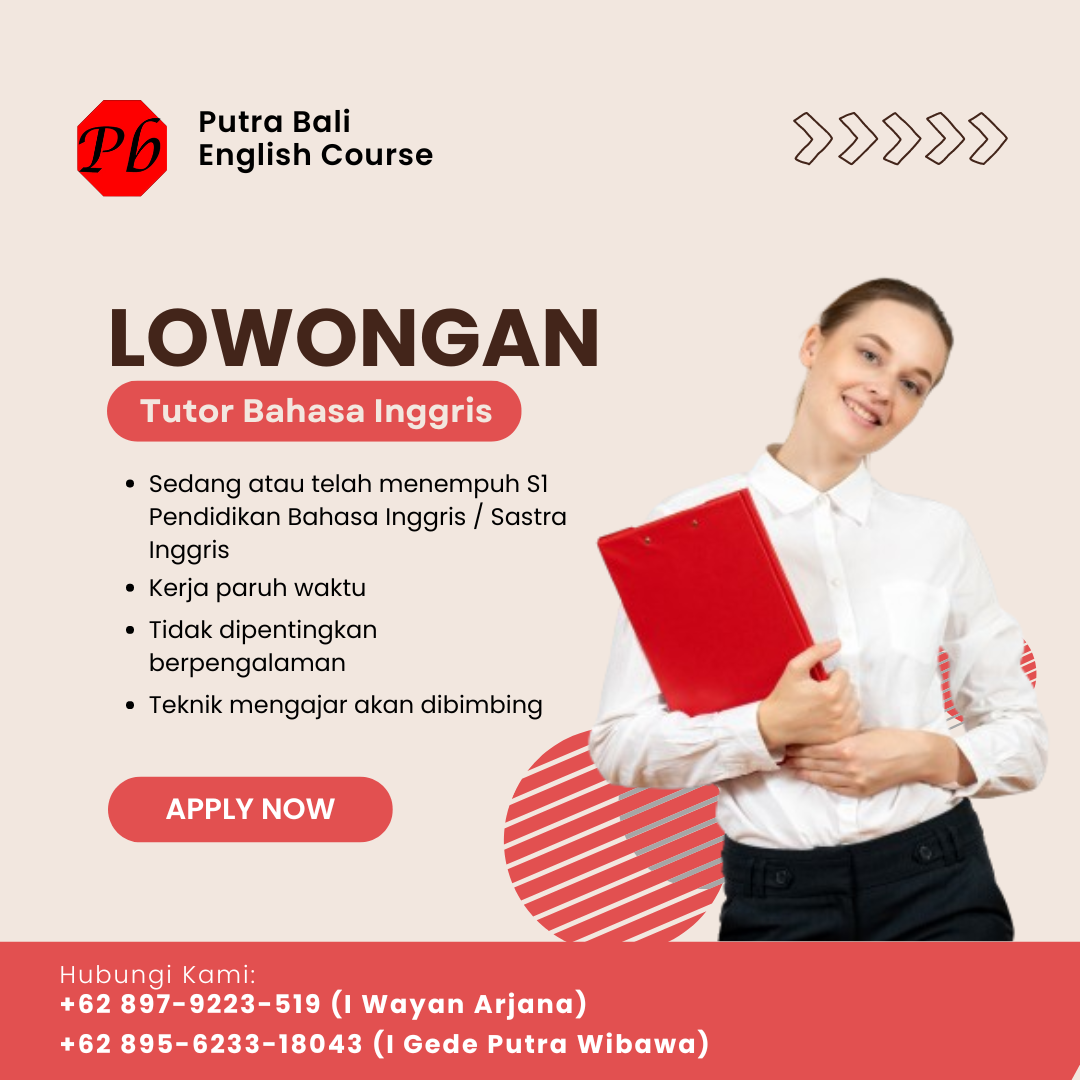 Pb
Putra Bali
English Course
LOWONGAN
Tutor Bahasa Inggris
Sedang atau telah menempuh S1
Pendidikan Bahasa Inggris / Sastra
Inggris
Kerja paruh waktu
Tidak dipentingkan
berpengalaman
Teknik mengajar akan dibimbing
APPLY NOW
Hubungi Kami:
+62 897-9223-519 (I Wayan Arjana)
+62 895-6233-18043 (I Gede Putra Wibawa)